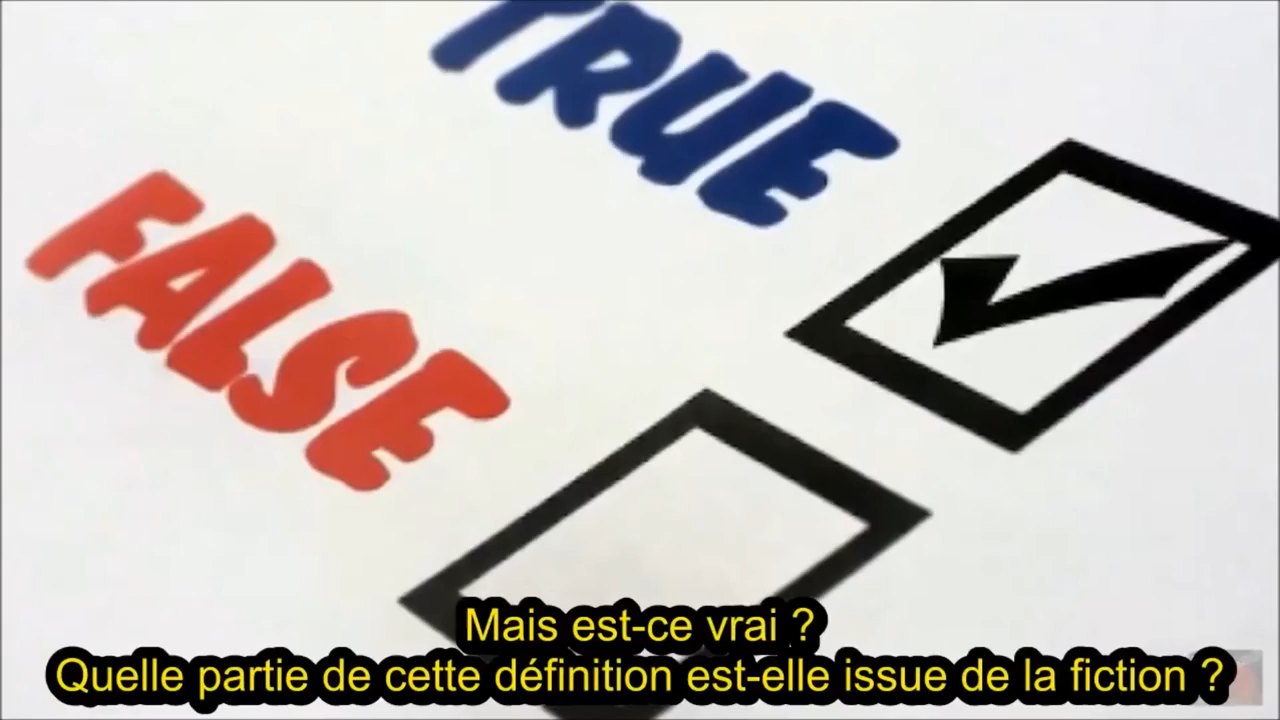 TRUE
FALSE
Mais est-ce vrai ?
Quelle partie de cette définition est-elle issue de la fiction ?